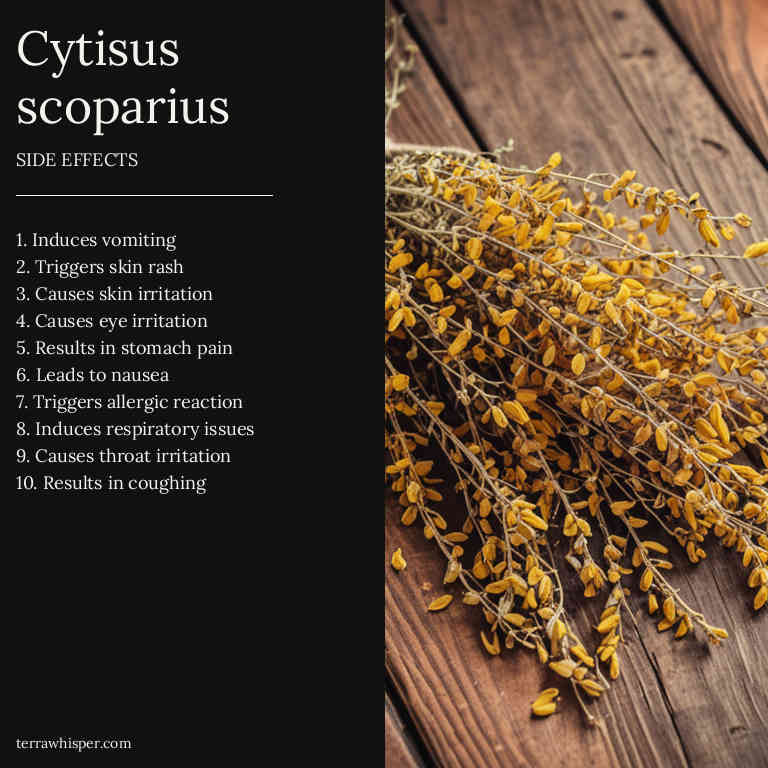 Cytisus
scoparius
SIDE EFFECTS
1. Induces vomiting
2. Triggers skin rash
3. Causes skin irritation
4. Causes eye irritation
5. Results in stomach pain
6. Leads to nausea
7. Triggers allergic reaction
8. Induces respiratory issues
9. Causes throat irritation
10. Results in coughing
terrawhisper.com